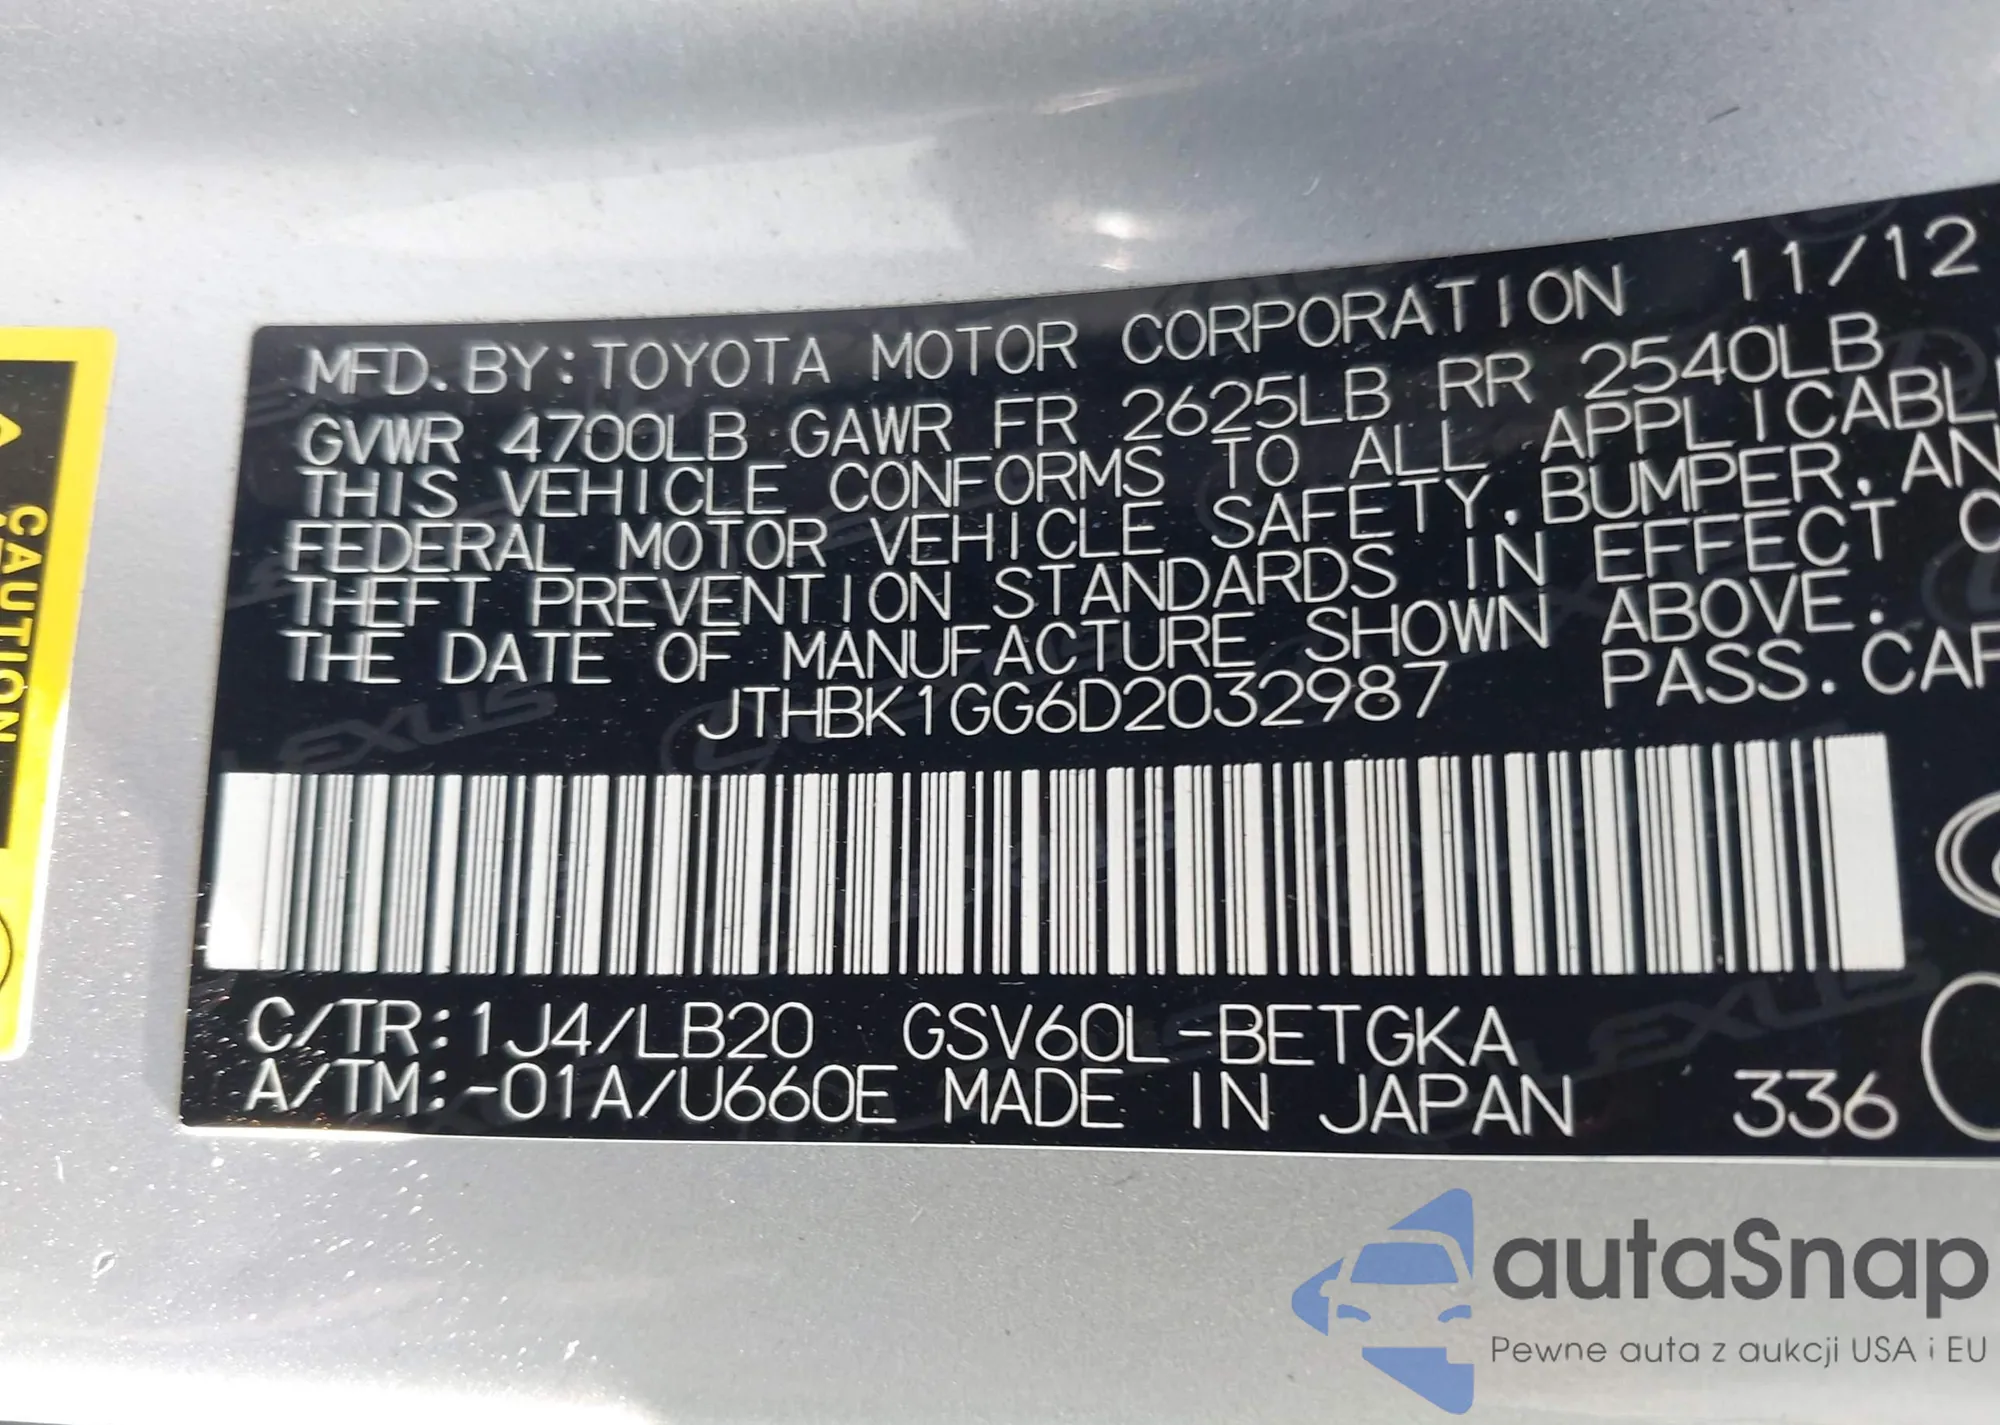 CAUTION
MFD. BY: TOYOTA MOTOR CORPORATION 11/12
GVWR 4700LB GAWR FR 2625LB RR 2540LB
THIS VEHICLE CONFORMS TO ALL APPLICABL
FEDERAL MOTOR VEHICLE SAFETY, BUMPER, AN
THEFT PREVENTION STANDARDS IN EFFECT O
THE DATE OF MANUFACTURE SHOWN ABOVE.
JTHBK1GG6D2032987 PASS. CAR
C/TR:1J4/LB20 GSV60L-BETGKA
A/TM:-01A/U660E MADE IN JAPAN 336
autaSnap
Pewne auta z aukcji USA i EU